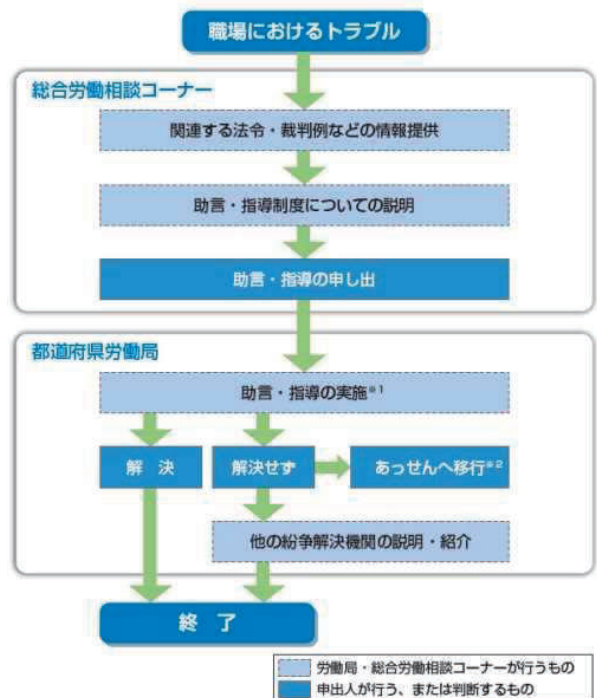 職場におけるトラブル
総合労働相談コーナー
関連する法令・裁判例などの情報提供
助言・指導制度についての説明
助言・指導の申し出
都道府県労働局
助言・指導の実施※1
解 決
解決せず
あっせんへ移行※2
他の紛争解決機関の説明・紹介
終 了
労働局・総合労働相談コーナーが行うもの
申出人が行う、または判断するもの